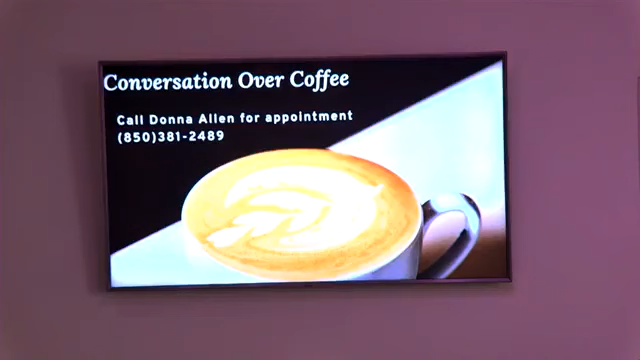 Conversation Over Coffee
Call Donna Allen for appointment
(850)381-2489